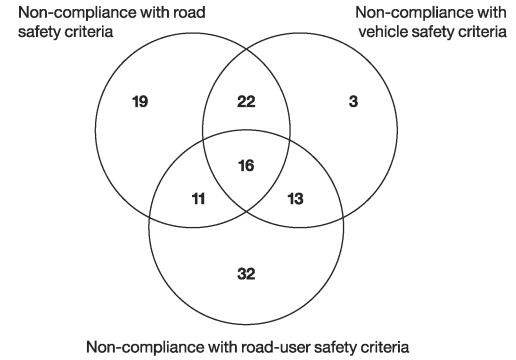 Non-compliance with road
safety criteria
Non-compliance with
vehicle safety criteria
19
22
3
16
11
13
32
Non-compliance with road-user safety criteria